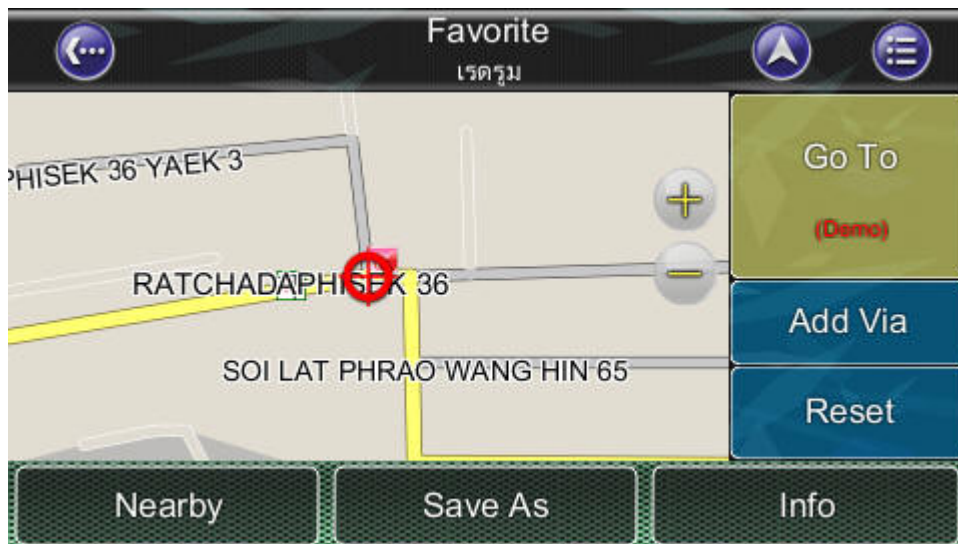 Favorite
เรดรูม
PHISEK 36 YAEK 3
Go To
(Demo)
RATCHADAPHISEK 36
Add Via
SOI LAT PHRAO WANG HIN 65
Reset
Nearby
Save As
Info